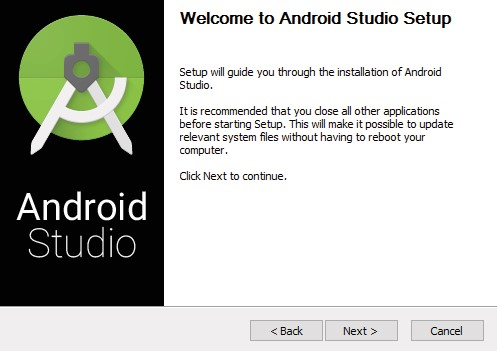 Welcome to Android Studio Setup
Setup will guide you through the installation of Android
Studio.
It is recommended that you close all other applications
before starting Setup. This will make it possible to update
relevant system files without having to reboot your
computer.
Click Next to continue.
Android
Studio
< Back
Next >
Cancel